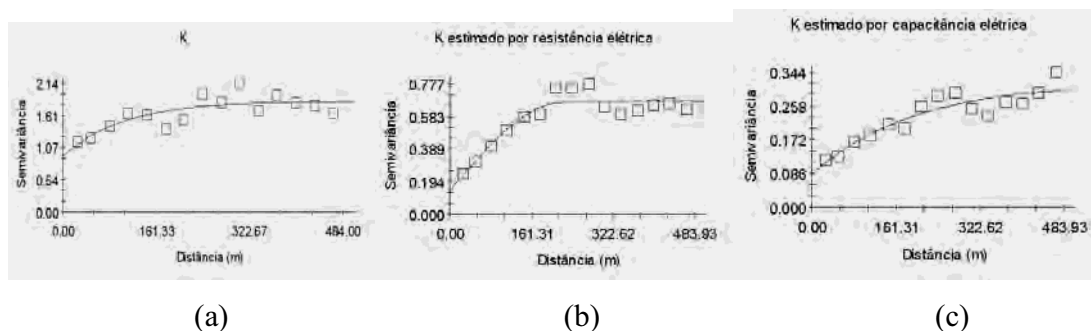 K
2.14
1.61
1.07
0.54
0.00
Semivariância
0.00 161.33 322.67 484.00
Distância (m)
(a)
K estimado por resistência elétrica
0.777
0.583
0.389
0.194
0.000
Semivariância
0.00 161.31 322.62 483.93
Distância (m)
(b)
K estimado por capacitância elétrica
0.344
0.258
0.172
0.086
0.000
Semivariância
0.00 161.31 322.62 483.93
Distância (m)
(c)